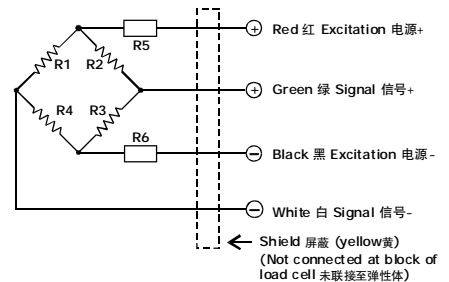 R5
Red 红 Excitation 电源+
R1 R2
Green 绿 Signal 信号+
R4 R3
R6
Black 黑 Excitation 电源-
White 白 Signal 信号-
Shield 屏蔽 (yellow黄)
(Not connected at block of
load cell 未联接至弹性体)